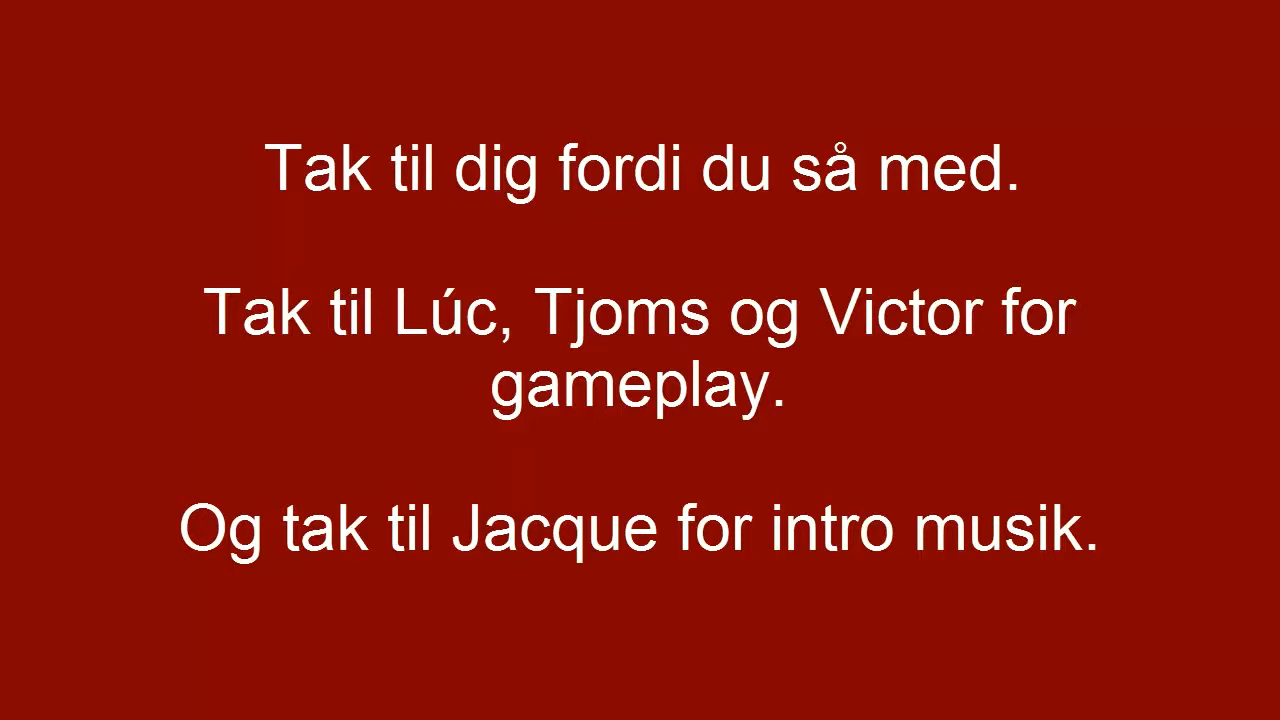 Tak til dig fordi du så med.
Tak til Lúc, Tjoms og Victor for
gameplay.
Og tak til Jacque for intro musik.